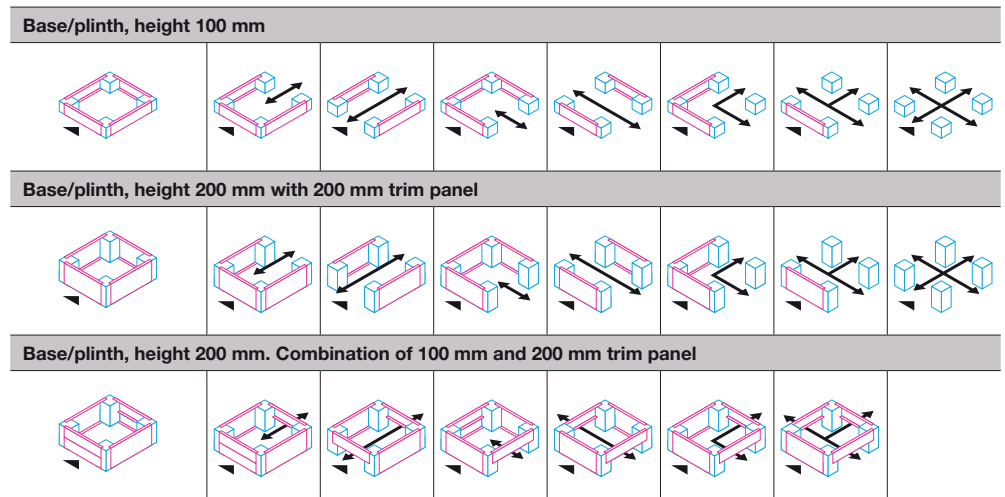 Base/plinth, height 100 mm
Base/plinth, height 200 mm with 200 mm trim panel
Base/plinth, height 200 mm. Combination of 100 mm and 200 mm trim panel